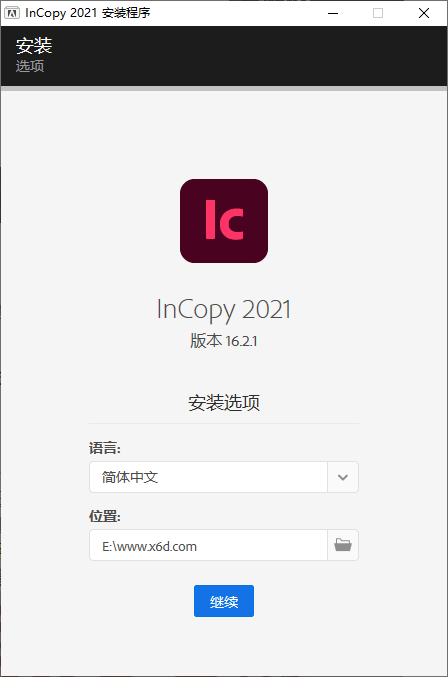 InCopy 2021 安装程序
安装
选项
Ic
InCopy 2021
版本 16.2.1
安装选项
语言:
简体中文
位置:
E:\www.x6d.com
继续